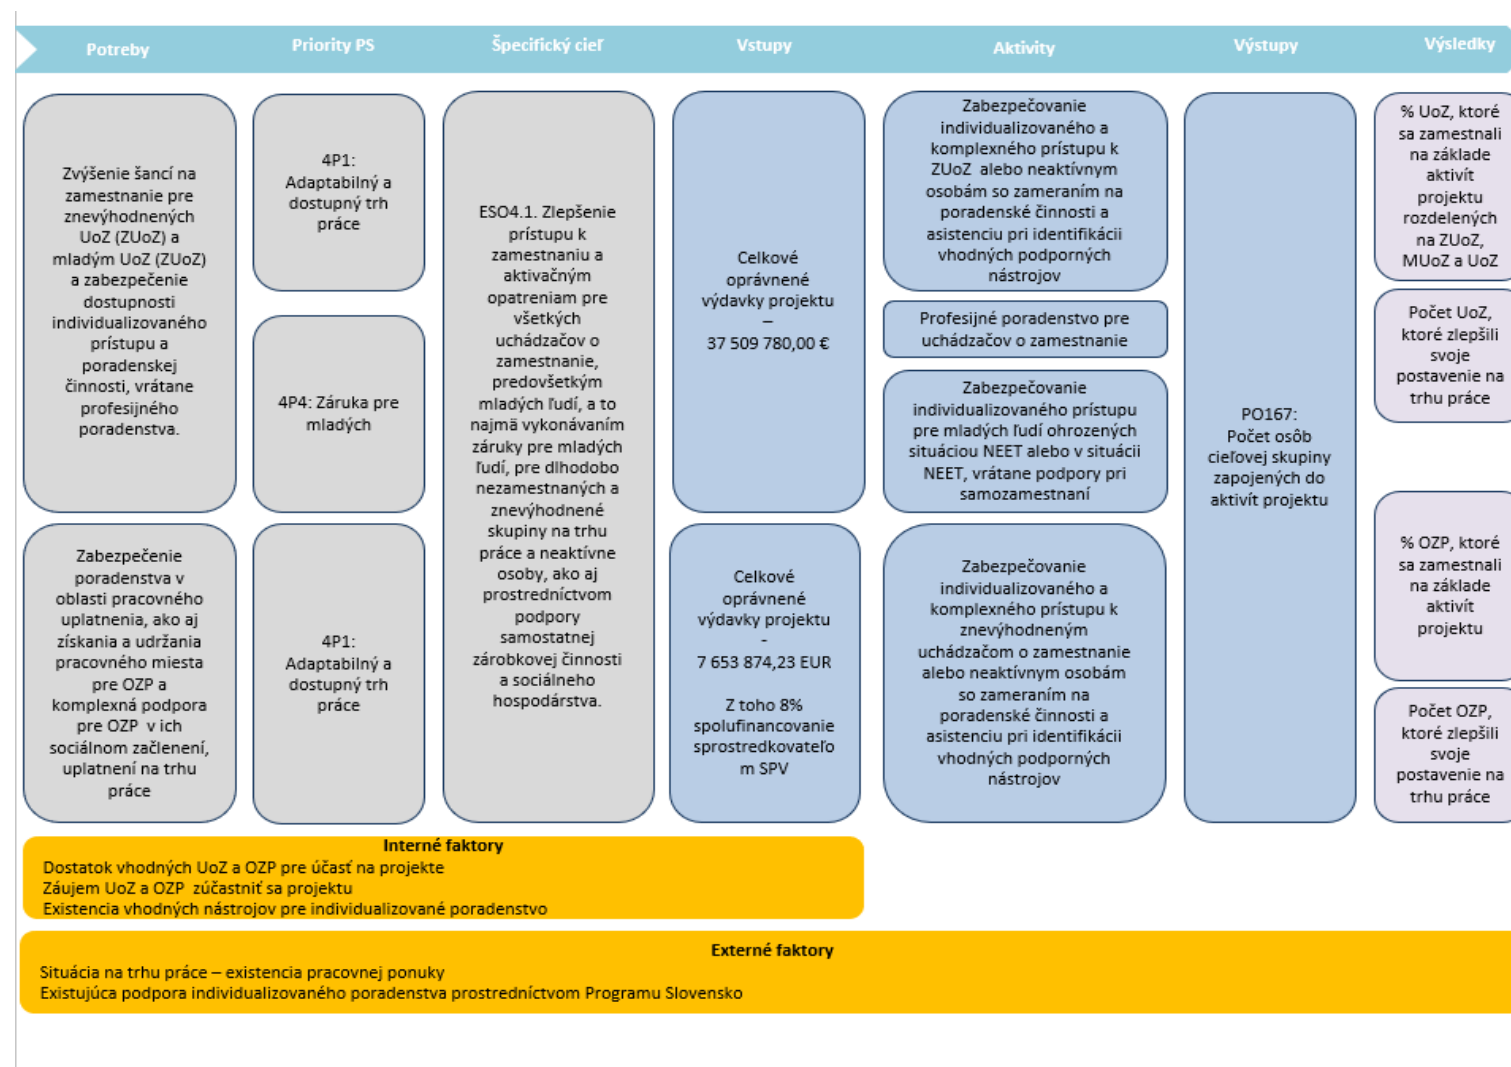 Potreby
Priority PS
Špecifický cieľ
Vstupy
Aktivity
Výstupy
Výsledky
Zvýšenie šancí na
zamestnanie pre
znevýhodnených
UoZ (ZUoZ) a
mladým UoZ (ZUoZ)
a zabezpečenie
dostupnosti
individualizovaného
prístupu a
poradenskej
činnosti, vrátane
profesijného
poradenstva.
Zabezpečenie
poradenstva v
oblasti pracovného
uplatnenia, ako aj
získania a udržania
pracovného miesta
pre OZP a
komplexná podpora
pre OZP v ich
sociálnom začlenení,
uplatnení na trhu
práce
4P1:
Adaptabilný a
dostupný trh
práce
4P4: Záruka pre
mladých
4P1:
Adaptabilný a
dostupný trh
práce
ESO4.1. Zlepšenie
prístupu k
zamestnaniu a
aktivačným
opatreniam pre
všetkých
uchádzačov o
zamestnanie,
predovšetkým
mladých ľudí, a to
najmä vykonávaním
záruky pre mladých
ľudí, pre dlhodobo
nezamestnaných a
znevýhodnené
skupiny na trhu
práce a neaktívne
osoby, ako aj
prostredníctvom
podpory
samostatnej
zárobkovej činnosti
a sociálneho
hospodárstva.
Celkové
oprávnené
výdavky projektu
–
37 509 780,00 €
Celkové
oprávnené
výdavky projektu
-
7 653 874,23 EUR
Z toho 8%
spolufinancovanie
sprostredkovateľo
m SPV
Zabezpečovanie
individualizovaného a
komplexného prístupu k
ZUoZ alebo neaktívnym
osobám so zameraním na
poradenské činnosti a
asistenciu pri identifikácii
vhodných podporných
nástrojov
Profesijné poradenstvo pre
uchádzačov o zamestnanie
Zabezpečovanie
individualizovaného prístupu
pre mladých ľudí ohrozených
situáciou NEET alebo v situácii
NEET, vrátane podpory pri
samozamestnaní
Zabezpečovanie
individualizovaného a
komplexného prístupu k
znevýhodneným
uchádzačom o zamestnanie
alebo neaktívnym osobám
so zameraním na
poradenské činnosti a
asistenciu pri identifikácii
vhodných podporných
nástrojov
PO167:
Počet osôb
cieľovej skupiny
zapojených do
aktivít projektu
% UoZ, ktoré
sa zamestnali
na základe
aktivít
projektu
rozdelených
na ZUoZ,
MUoZ a UoZ
Počet UoZ,
ktoré zlepšili
svoje
postavenie na
trhu práce
% OZP, ktoré
sa zamestnali
na základe
aktivít
projektu
Počet OZP,
ktoré zlepšili
svoje
postavenie na
trhu práce
Interné faktory
Dostatok vhodných UoZ a OZP pre účasť na projekte
Záujem UoZ a OZP zúčastniť sa projektu
Existencia vhodných nástrojov pre individualizované poradenstvo
Externé faktory
Situácia na trhu práce – existencia pracovnej ponuky
Existujúca podpora individualizovaného poradenstva prostredníctvom Programu Slovensko